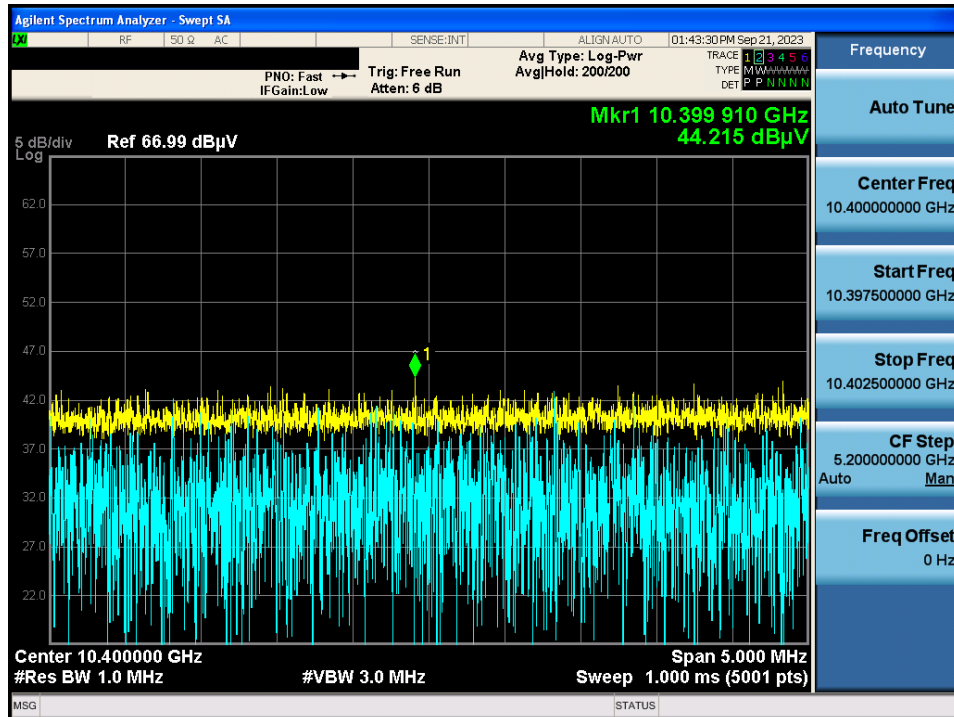 Agilent Spectrum Analyzer - Swept SA
LXI RF 50 Ω AC SENSE:INT ALIGN AUTO 01:43:30 PM Sep 21, 2023
Frequency
PNO: Fast Trig: Free Run Avg Type: Log-Pwr TRACE 1 2 3 4 5 6
IFGain:Low Atten: 6 dB Avg|Hold: 200/200 TYPE M W
DET P P N N N N
Auto Tune
Mkr1 10.399 910 GHz
44.215 dBµV
5 dB/div Ref 66.99 dBµV
Log
62.0
57.0
52.0
47.0
42.0
37.0
32.0
27.0
22.0
1
Center Freq
10.400000000 GHz
Start Freq
10.397500000 GHz
Stop Freq
10.402500000 GHz
CF Step
5.200000000 GHz
Auto Man
Freq Offset
0 Hz
Center 10.400000 GHz Span 5.000 MHz
#Res BW 1.0 MHz #VBW 3.0 MHz Sweep 1.000 ms (5001 pts)
MSG STATUS